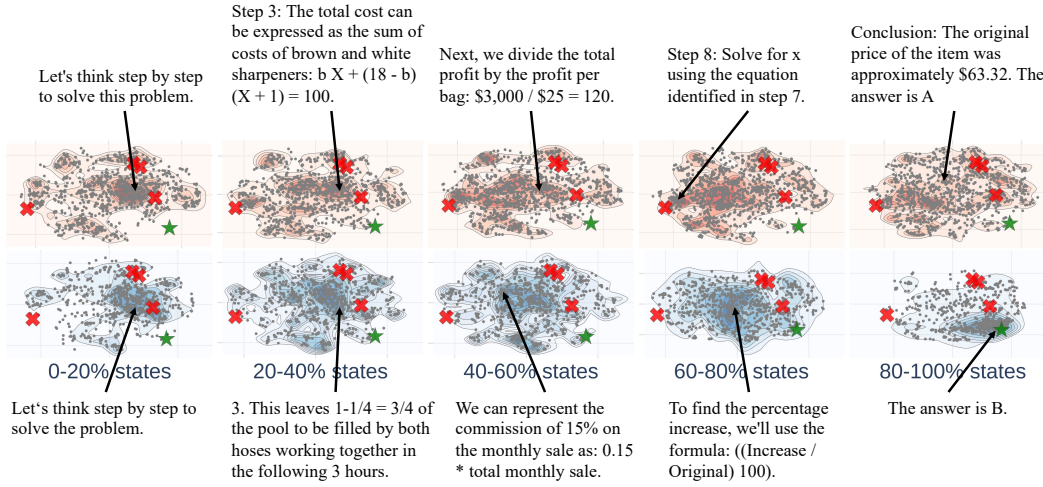 Let's think step by step
to solve this problem.
Step 3: The total cost can
be expressed as the sum of
costs of brown and white
sharpeners: b X + (18 - b)
(X + 1) = 100.
Next, we divide the total
profit by the profit per
bag: $3,000 / $25 = 120.
Step 8: Solve for x
using the equation
identified in step 7.
Conclusion: The original
price of the item was
approximately $63.32. The
answer is A
0-20% states
20-40% states
40-60% states
60-80% states
80-100% states
Let‘s think step by step to
solve the problem.
3. This leaves 1-1/4 = 3/4 of
the pool to be filled by both
hoses working together in
the following 3 hours.
We can represent the
commission of 15% on
the monthly sale as: 0.15
* total monthly sale.
To find the percentage
increase, we'll use the
formula: ((Increase /
Original) 100).
The answer is B.